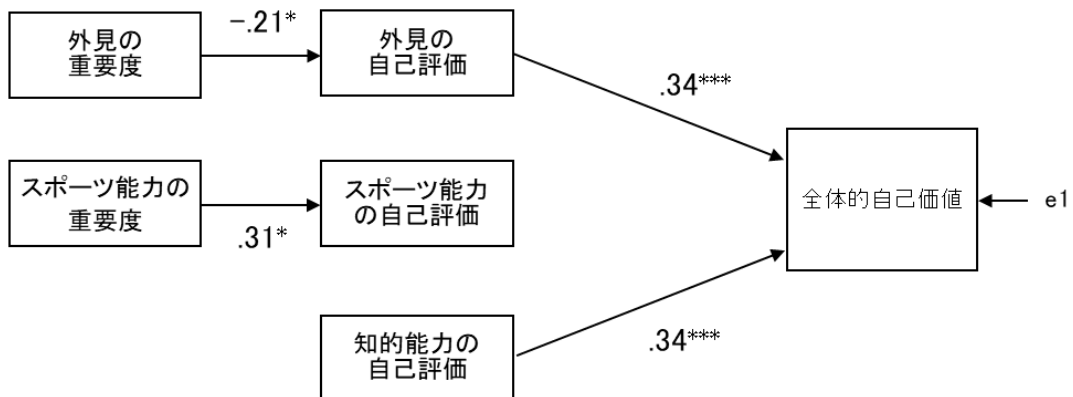 外見の
重要度
-.21*
外見の
自己評価
.34***
スポーツ能力の
重要度
.31*
スポーツ能力
の自己評価
全体的自己価値
e1
知的能力の
自己評価
.34***